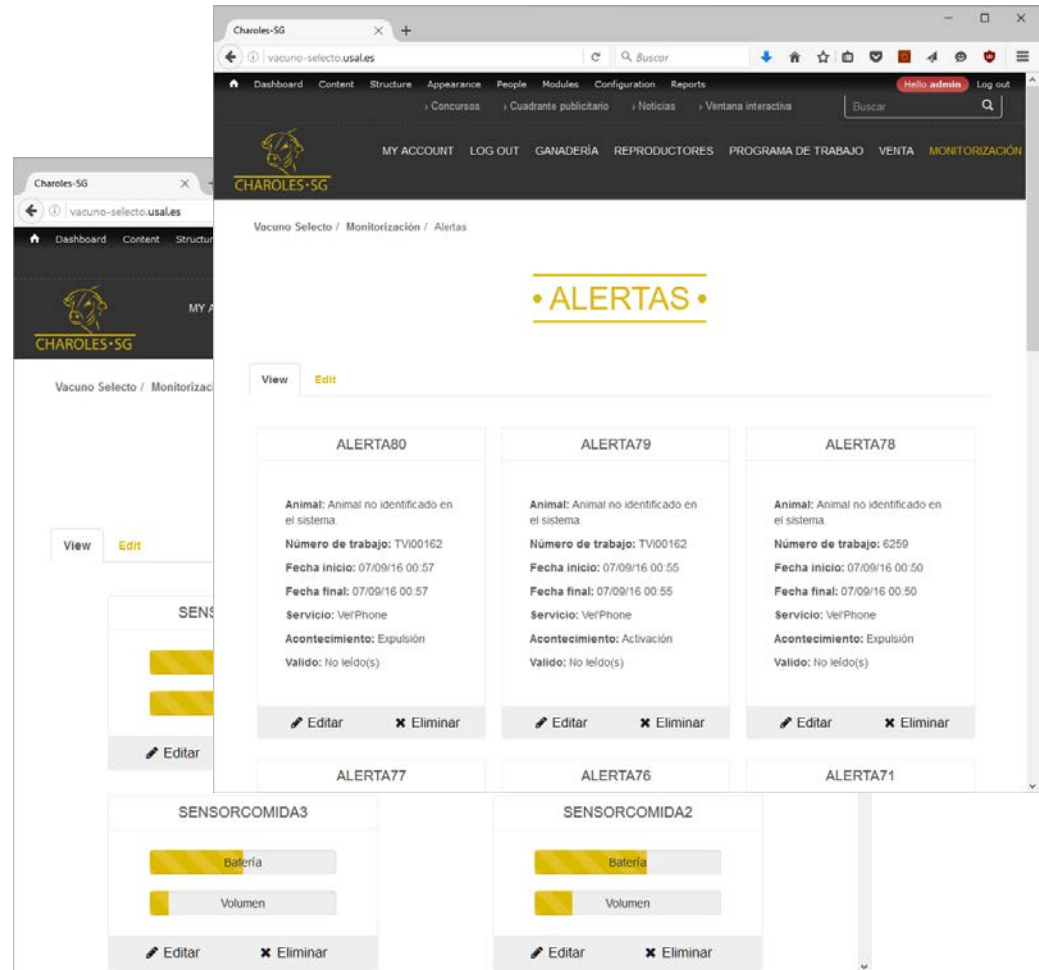 Charoles-SG
vacuno-selecto.usal.es
Buscar
Dashboard Content Structure Appearance People Modules Configuration Reports
Hello admin Log out
› Concursos › Cuadrante publicitario › Noticias › Ventana interactiva
Buscar
MY ACCOUNT LOG OUT GANADERÍA REPRODUCTORES PROGRAMA DE TRABAJO VENTA MONITORIZACIÓN
CHAROLES•SG
Vacuno Selecto / Monitorización / Alertas
• ALERTAS •
View Edit
ALERTA80
Animal: Animal no identificado en
el sistema.
Número de trabajo: TVi00162
Fecha inicio: 07/09/16 00:57
Fecha final: 07/09/16 00:57
Servicio: Vel'Phone
Acontecimiento: Expulsión
Valido: No leído(s)
Editar Eliminar
ALERTA79
Animal: Animal no identificado en
el sistema.
Número de trabajo: TVi00162
Fecha inicio: 07/09/16 00:55
Fecha final: 07/09/16 00:55
Servicio: Vel'Phone
Acontecimiento: Activación
Valido: No leído(s)
Editar Eliminar
ALERTA78
Animal: Animal no identificado en
el sistema.
Número de trabajo: 6259
Fecha inicio: 07/09/16 00:50
Fecha final: 07/09/16 00:50
Servicio: Vel'Phone
Acontecimiento: Expulsión
Valido: No leído(s)
Editar Eliminar
ALERTA77
ALERTA76
ALERTA71
Charoles-SG
vacuno-selecto.usal.es
Dashboard Content Structur
MY A
CHAROLES•SG
Vacuno Selecto / Monitorizac
View Edit
SENS
Editar
SENSORCOMIDA3
Batería
Volumen
Editar Eliminar
SENSORCOMIDA2
Batería
Volumen
Editar Eliminar